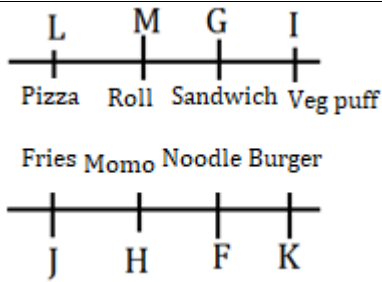 L M G I
Pizza Roll Sandwich Veg puff
Fries Momo Noodle Burger
J H F K